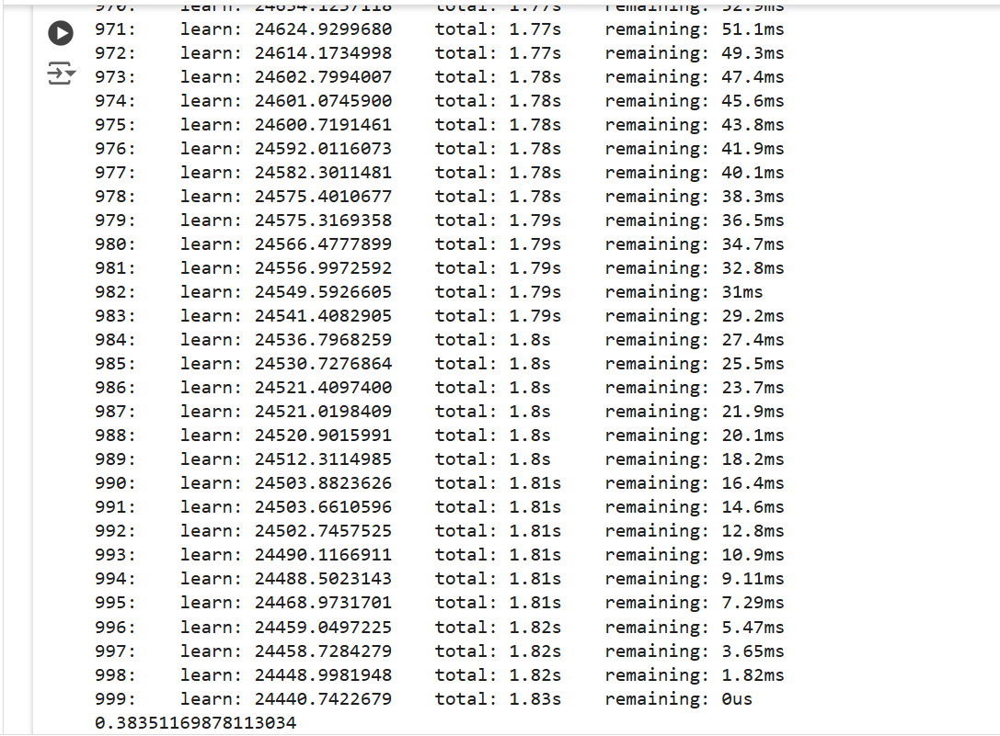 970: learn: 24634.1257118 total: 1.77s remaining: 52.9ms
971: learn: 24624.9299680 total: 1.77s remaining: 51.1ms
972: learn: 24614.1734998 total: 1.77s remaining: 49.3ms
973: learn: 24602.7994007 total: 1.78s remaining: 47.4ms
974: learn: 24601.0745900 total: 1.78s remaining: 45.6ms
975: learn: 24600.7191461 total: 1.78s remaining: 43.8ms
976: learn: 24592.0116073 total: 1.78s remaining: 41.9ms
977: learn: 24582.3011481 total: 1.78s remaining: 40.1ms
978: learn: 24575.4010677 total: 1.78s remaining: 38.3ms
979: learn: 24575.3169358 total: 1.79s remaining: 36.5ms
980: learn: 24566.4777899 total: 1.79s remaining: 34.7ms
981: learn: 24556.9972592 total: 1.79s remaining: 32.8ms
982: learn: 24549.5926605 total: 1.79s remaining: 31ms
983: learn: 24541.4082905 total: 1.79s remaining: 29.2ms
984: learn: 24536.7968259 total: 1.8s remaining: 27.4ms
985: learn: 24530.7276864 total: 1.8s remaining: 25.5ms
986: learn: 24521.4097400 total: 1.8s remaining: 23.7ms
987: learn: 24521.0198409 total: 1.8s remaining: 21.9ms
988: learn: 24520.9015991 total: 1.8s remaining: 20.1ms
989: learn: 24512.3114985 total: 1.8s remaining: 18.2ms
990: learn: 24503.8823626 total: 1.81s remaining: 16.4ms
991: learn: 24503.6610596 total: 1.81s remaining: 14.6ms
992: learn: 24502.7457525 total: 1.81s remaining: 12.8ms
993: learn: 24490.1166911 total: 1.81s remaining: 10.9ms
994: learn: 24488.5023143 total: 1.81s remaining: 9.11ms
995: learn: 24468.9731701 total: 1.81s remaining: 7.29ms
996: learn: 24459.0497225 total: 1.82s remaining: 5.47ms
997: learn: 24458.7284279 total: 1.82s remaining: 3.65ms
998: learn: 24448.9981948 total: 1.82s remaining: 1.82ms
999: learn: 24440.7422679 total: 1.83s remaining: 0us
0.38351169878113034